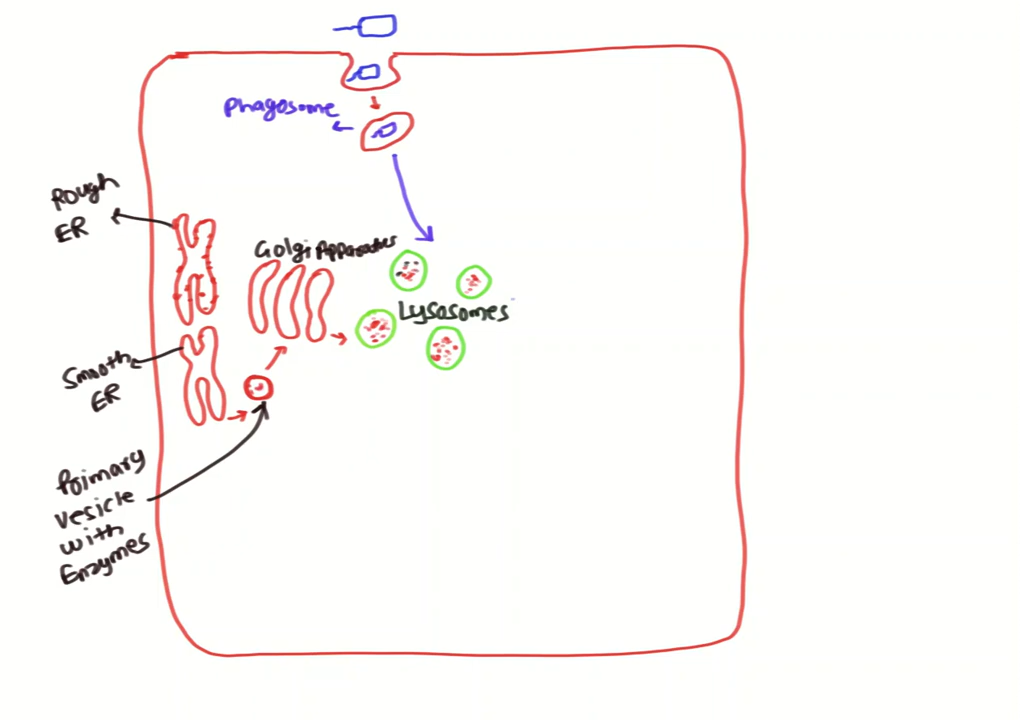 Phagosome
Rough
ER
Golgi Apparatus
Lysosomes
Smooth
ER
Primary
vesicle
with
Enzymes